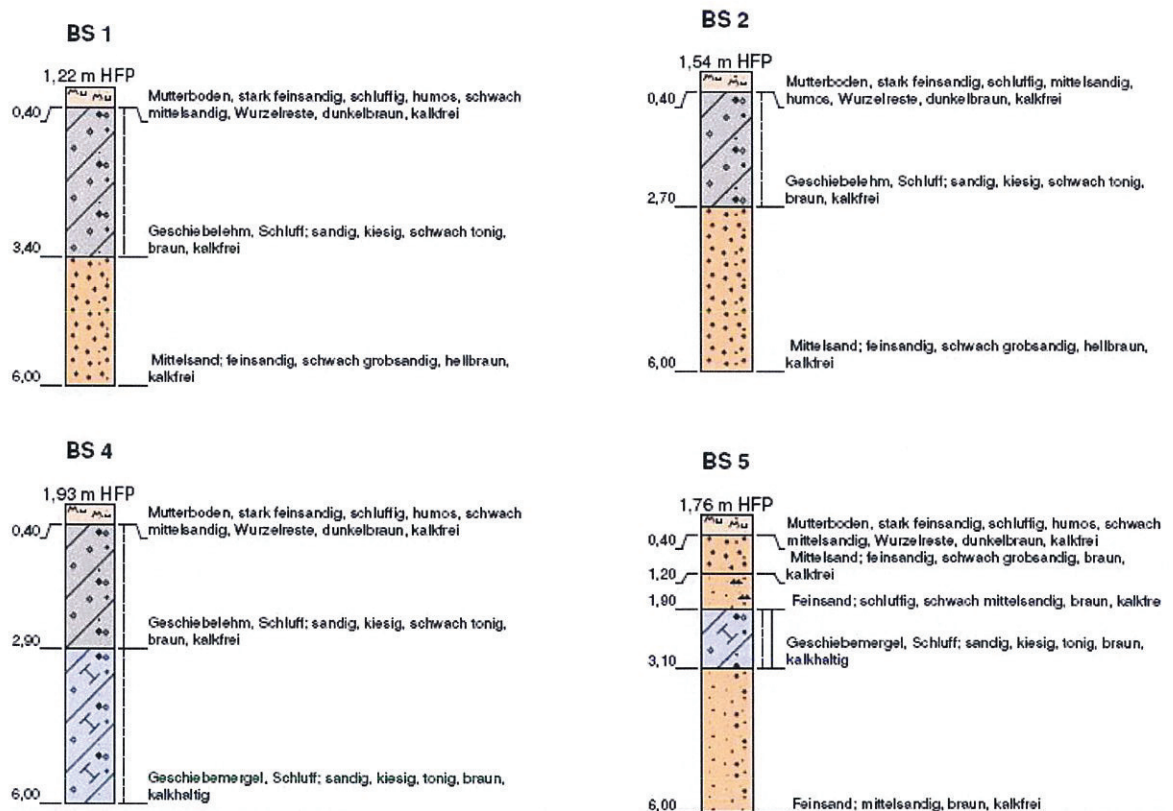 BS 1
1,22 m HFP
Mu Mu
Mutterboden, stark feinsandig, schluffig, humos, schwach
0,40
mittelsandig, Wurzelreste, dunkelbraun, kalkfrei
Geschiebelehm, Schluff; sandig, kiesig, schwach tonig,
3,40
braun, kalkfrei
Mittelsand; feinsandig, schwach grobsandig, hellbraun,
6,00
kalkfrei
BS 2
1,54 m HFP
Mu Mu
Mutterboden, stark feinsandig, schluffig, mittelsandig,
0,40
humos, Wurzelreste, dunkelbraun, kalkfrei
Geschiebelehm, Schluff; sandig, kiesig, schwach tonig,
2,70
braun, kalkfrei
Mittelsand; feinsandig, schwach grobsandig, hellbraun,
6,00
kalkfrei
BS 4
1,93 m HFP
Mu Mu
Mutterboden, stark feinsandig, schluffig, humos, schwach
0,40
mittelsandig, Wurzelreste, dunkelbraun, kalkfrei
Geschiebelehm, Schluff; sandig, kiesig, schwach tonig,
2,90
braun, kalkfrei
Geschiebemergel, Schluff; sandig, kiesig, tonig, braun,
6,00
kalkhaltig
BS 5
1,76 m HFP
Mu Mu
Mutterboden, stark feinsandig, schluffig, humos, schwach
0,40
mittelsandig, Wurzelreste, dunkelbraun, kalkfrei
Mittelsand; feinsandig, schwach grobsandig, braun,
1,20
kalkfrei
1,90
Feinsand; schluffig, schwach mittelsandig, braun, kalkfre
Geschiebemergel, Schluff; sandig, kiesig, tonig, braun,
3,10
kalkhaltig
6,00
Feinsand; mittelsandig, braun, kalkfrei